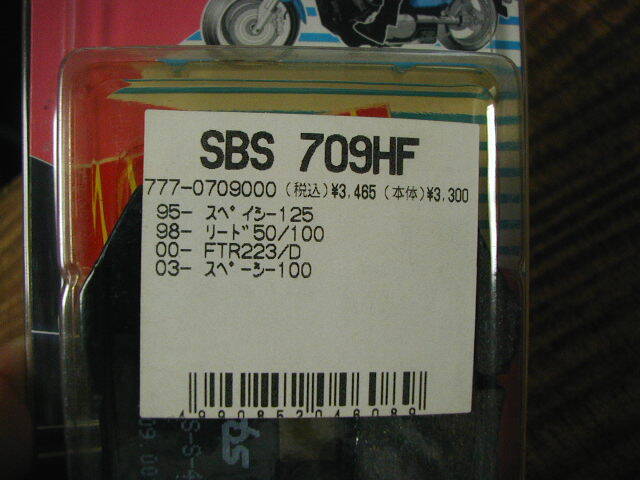 SBS 709HF
777-0709000 (税込)¥3,465 (本体)¥3,300
95- スペイシー125
98- リード50/100
00- FTR223/D
03- スペーシー100
4990852046089